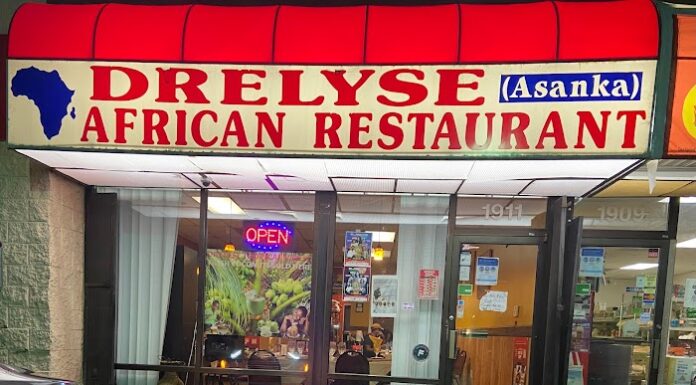 DRELYSE (Asanka)
AFRICAN RESTAURANT
OPEN
1911
1909